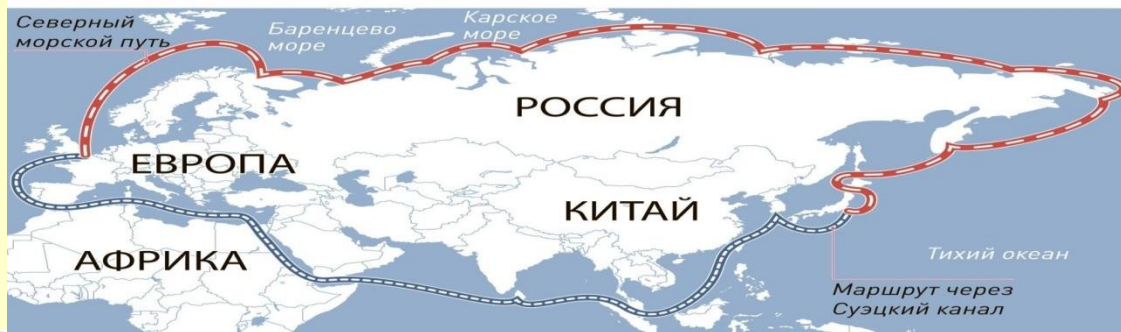 Северный
морской путь
Баренцево
море
Карское
море
РОССИЯ
ЕВРОПА
КИТАЙ
АФРИКА
Тихий океан
Маршрут через
Суэцкий канал